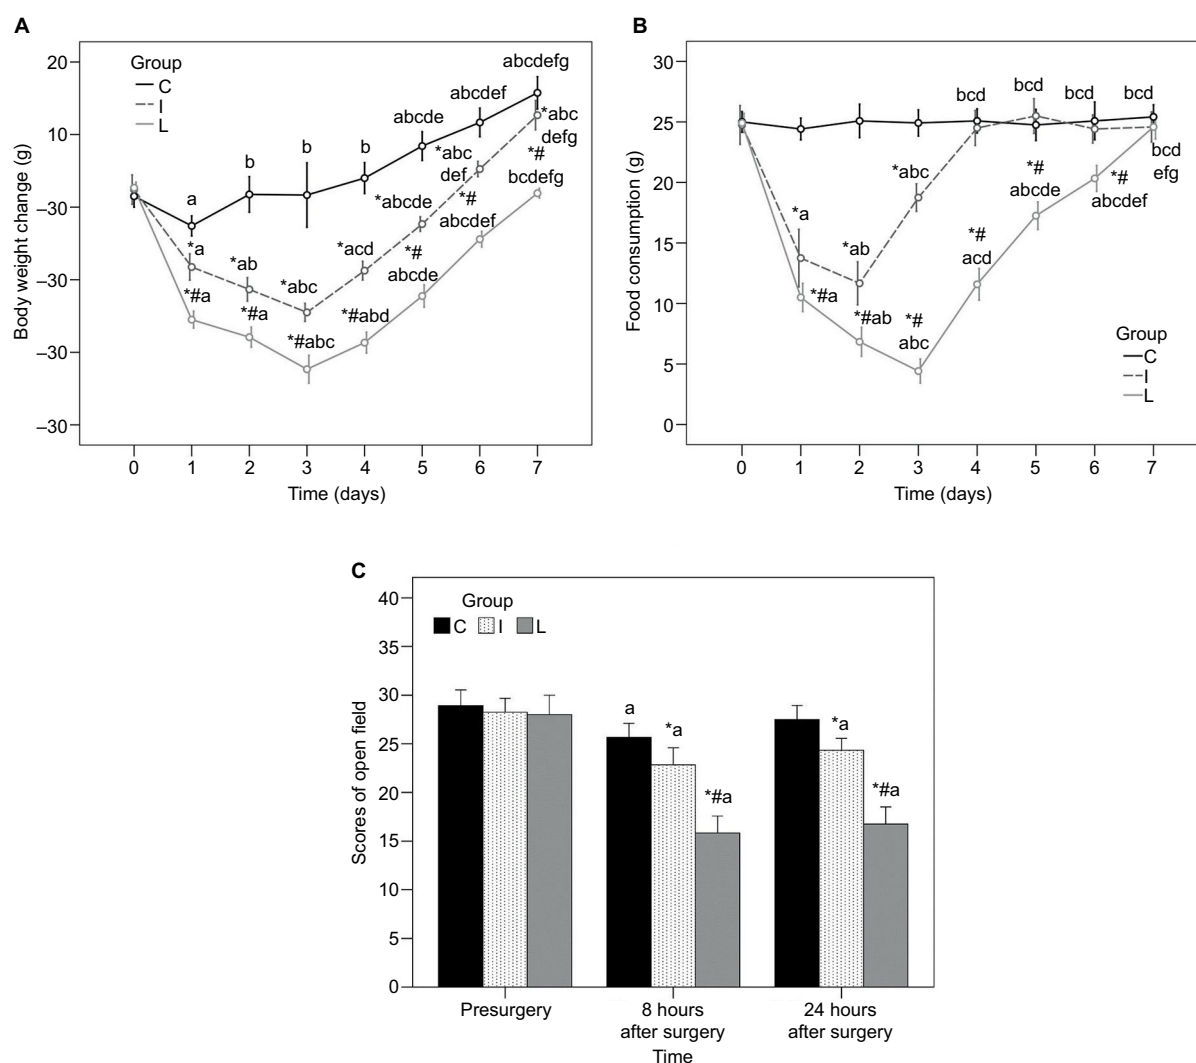 A
Group
C
I
L
Body weight change (g)
20
10
–30
–30
–30
–30
a
b
b
b
abcde
abcdef
abcdefg
*a
*ab
*abc
*acd
*abcde
*abc
def
*abc
defg
*#a
*#a
*#abc
*#abd
*#
abcde
*#
abcdef
*#
bcdefg
0 1 2 3 4 5 6 7
Time (days)
B
Food consumption (g)
30
25
20
15
10
5
0
bcd
bcd
bcd
bcd
*a
*ab
*abc
bcd
efg
*#a
*#ab
*#
abc
*#
acd
*#
abcde
*#
abcdef
Group
C
I
L
0 1 2 3 4 5 6 7
Time (days)
C
Group
C I L
Scores of open field
40
35
30
25
20
15
10
5
0
a
*a
*#a
*a
*#a
Presurgery
8 hours
after surgery
24 hours
after surgery
Time